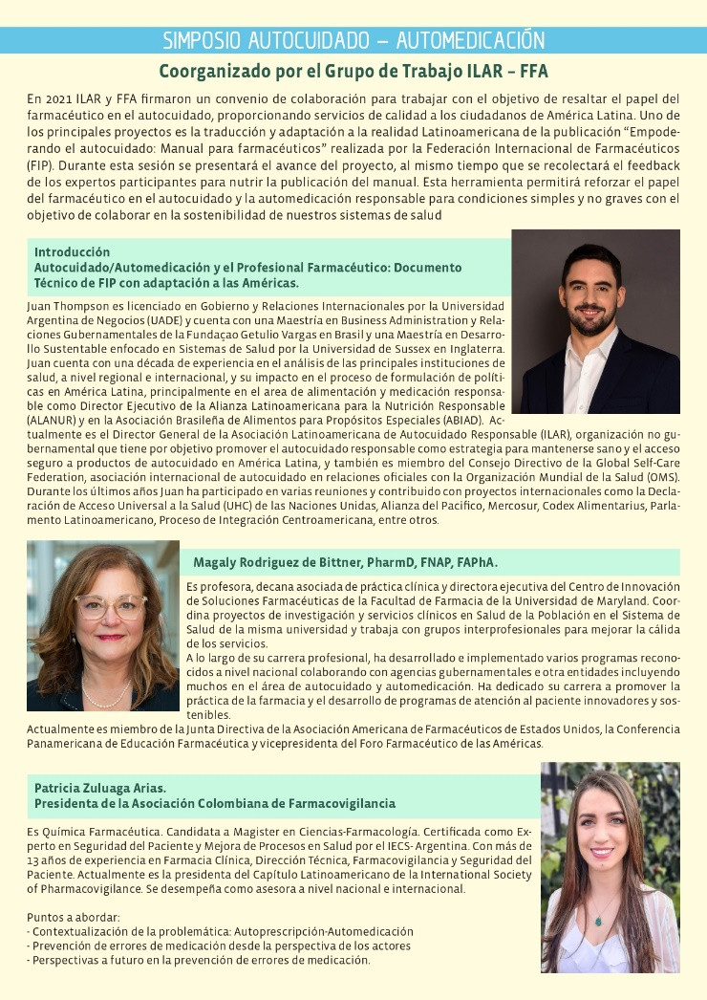 SIMPOSIO AUTOCUIDADO – AUTOMEDICACIÓN
Coorganizado por el Grupo de Trabajo ILAR – FFA
En 2021 ILAR y FFA firmaron un convenio de colaboración para trabajar con el objetivo de resaltar el papel del
farmacéutico en el autocuidado, proporcionando servicios de calidad a los ciudadanos de América Latina. Uno de
los principales proyectos es la traducción y adaptación a la realidad Latinoamericana de la publicación “Empode-
rando el autocuidado: Manual para farmacéuticos” realizada por la Federación Internacional de Farmacéuticos
(FIP). Durante esta sesión se presentará el avance del proyecto, al mismo tiempo que se recolectará el feedback
de los expertos participantes para nutrir la publicación del manual. Esta herramienta permitirá reforzar el papel
del farmacéutico en el autocuidado y la automedicación responsable para condiciones simples y no graves con el
objetivo de colaborar en la sostenibilidad de nuestros sistemas de salud
Introducción
Autocuidado/Automedicación y el Profesional Farmacéutico: Documento
Técnico de FIP con adaptación a las Américas.
Juan Thompson es licenciado en Gobierno y Relaciones Internacionales por la Universidad
Argentina de Negocios (UADE) y cuenta con una Maestría en Business Administration y Rela-
ciones Gubernamentales de la Fundaçao Getulio Vargas en Brasil y una Maestría en Desarro-
llo Sustentable enfocado en Sistemas de Salud por la Universidad de Sussex en Inglaterra.
Juan cuenta con una década de experiencia en el análisis de las principales instituciones de
salud, a nivel regional e internacional, y su impacto en el proceso de formulación de políti-
cas en América Latina, principalmente en el area de alimentación y medicación responsa-
ble como Director Ejecutivo de la Alianza Latinoamericana para la Nutrición Responsable
(ALANUR) y en la Asociación Brasileña de Alimentos para Propósitos Especiales (ABIAD). Ac-
tualmente es el Director General de la Asociación Latinoamericana de Autocuidado Responsable (ILAR), organización no gu-
bernamental que tiene por objetivo promover el autocuidado responsable como estrategia para mantenerse sano y el acceso
seguro a productos de autocuidado en América Latina, y también es miembro del Consejo Directivo de la Global Self-Care
Federation, asociación internacional de autocuidado en relaciones oficiales con la Organización Mundial de la Salud (OMS).
Durante los últimos años Juan ha participado en varias reuniones y contribuido con proyectos internacionales como la Decla-
ración de Acceso Universal a la Salud (UHC) de las Naciones Unidas, Alianza del Pacifico, Mercosur, Codex Alimentarius, Parla-
mento Latinoamericano, Proceso de Integración Centroamericana, entre otros.
Magaly Rodriguez de Bittner, PharmD, FNAP, FAPhA.
Es profesora, decana asociada de práctica clínica y directora ejecutiva del Centro de Innovación
de Soluciones Farmacéuticas de la Facultad de Farmacia de la Universidad de Maryland. Coor-
dina proyectos de investigación y servicios clínicos en Salud de la Población en el Sistema de
Salud de la misma universidad y trabaja con grupos interprofesionales para mejorar la cálida
de los servicios.
A lo largo de su carrera profesional, ha desarrollado e implementado varios programas recono-
cidos a nivel nacional colaborando con agencias gubernamentales e otra entidades incluyendo
muchos en el área de autocuidado y automedicación. Ha dedicado su carrera a promover la
práctica de la farmacia y el desarrollo de programas de atención al paciente innovadores y sos-
tenibles.
Actualmente es miembro de la Junta Directiva de la Asociación Americana de Farmacéuticos de Estados Unidos, la Conferencia
Panamericana de Educación Farmacéutica y vicepresidenta del Foro Farmacéutico de las Américas.
Patricia Zuluaga Arias.
Presidenta de la Asociación Colombiana de Farmacovigilancia
Es Química Farmacéutica. Candidata a Magister en Ciencias-Farmacología. Certificada como Ex-
perto en Seguridad del Paciente y Mejora de Procesos en Salud por el IECS- Argentina. Con más de
13 años de experiencia en Farmacia Clínica, Dirección Técnica, Farmacovigilancia y Seguridad del
Paciente. Actualmente es la presidenta del Capítulo Latinoamericano de la International Society
of Pharmacovigilance. Se desempeña como asesora a nivel nacional e internacional.
Puntos a abordar:
- Contextualización de la problemática: Autoprescripción-Automedicación
- Prevención de errores de medicación desde la perspectiva de los actores
- Perspectivas a futuro en la prevención de errores de medicación.